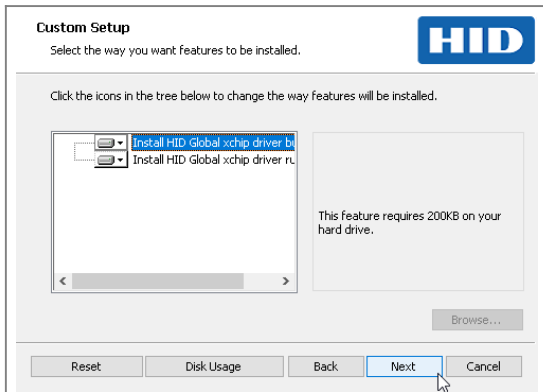 Custom Setup
Select the way you want features to be installed.
HID
Click the icons in the tree below to change the way features will be installed.
Install HID Global xchip driver bu
Install HID Global xchip driver ru
This feature requires 200KB on your
hard drive.
Browse...
Reset Disk Usage Back Next Cancel